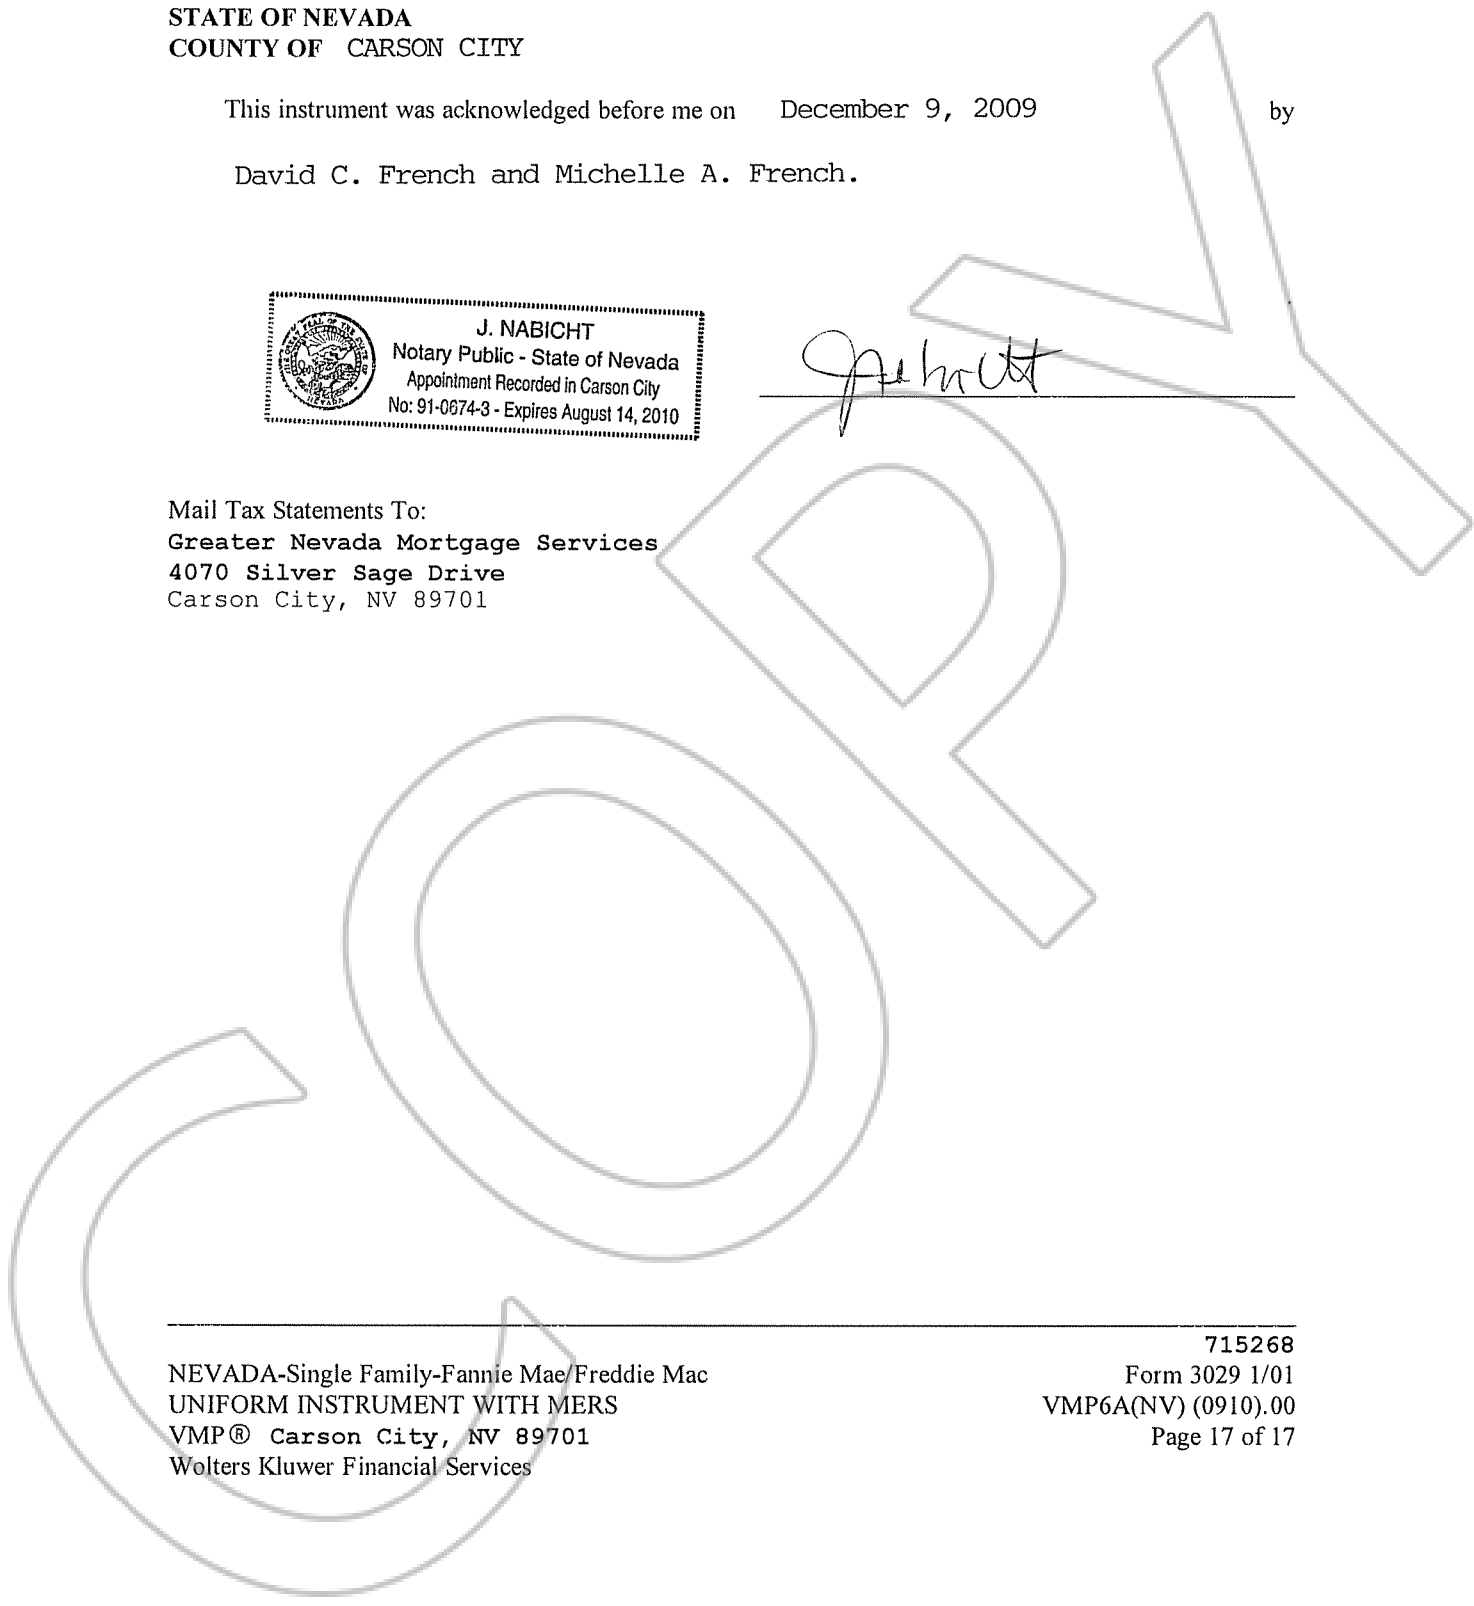 STATE OF NEVADA
COUNTY OF CARSON CITY
This instrument was acknowledged before me on December 9, 2009 by
David C. French and Michelle A. French.
J. NABICHT
Notary Public - State of Nevada
Appointment Recorded in Carson City
No: 91-0674-3 - Expires August 14, 2010
Mail Tax Statements To:
Greater Nevada Mortgage Services
4070 Silver Sage Drive
Carson City, NV 89701
COPY
715268
NEVADA-Single Family-Fannie Mae/Freddie Mac Form 3029 1/01
UNIFORM INSTRUMENT WITH MERS VMP6A(NV) (0910).00
VMP® Carson City, NV 89701 Page 17 of 17
Wolters Kluwer Financial Services